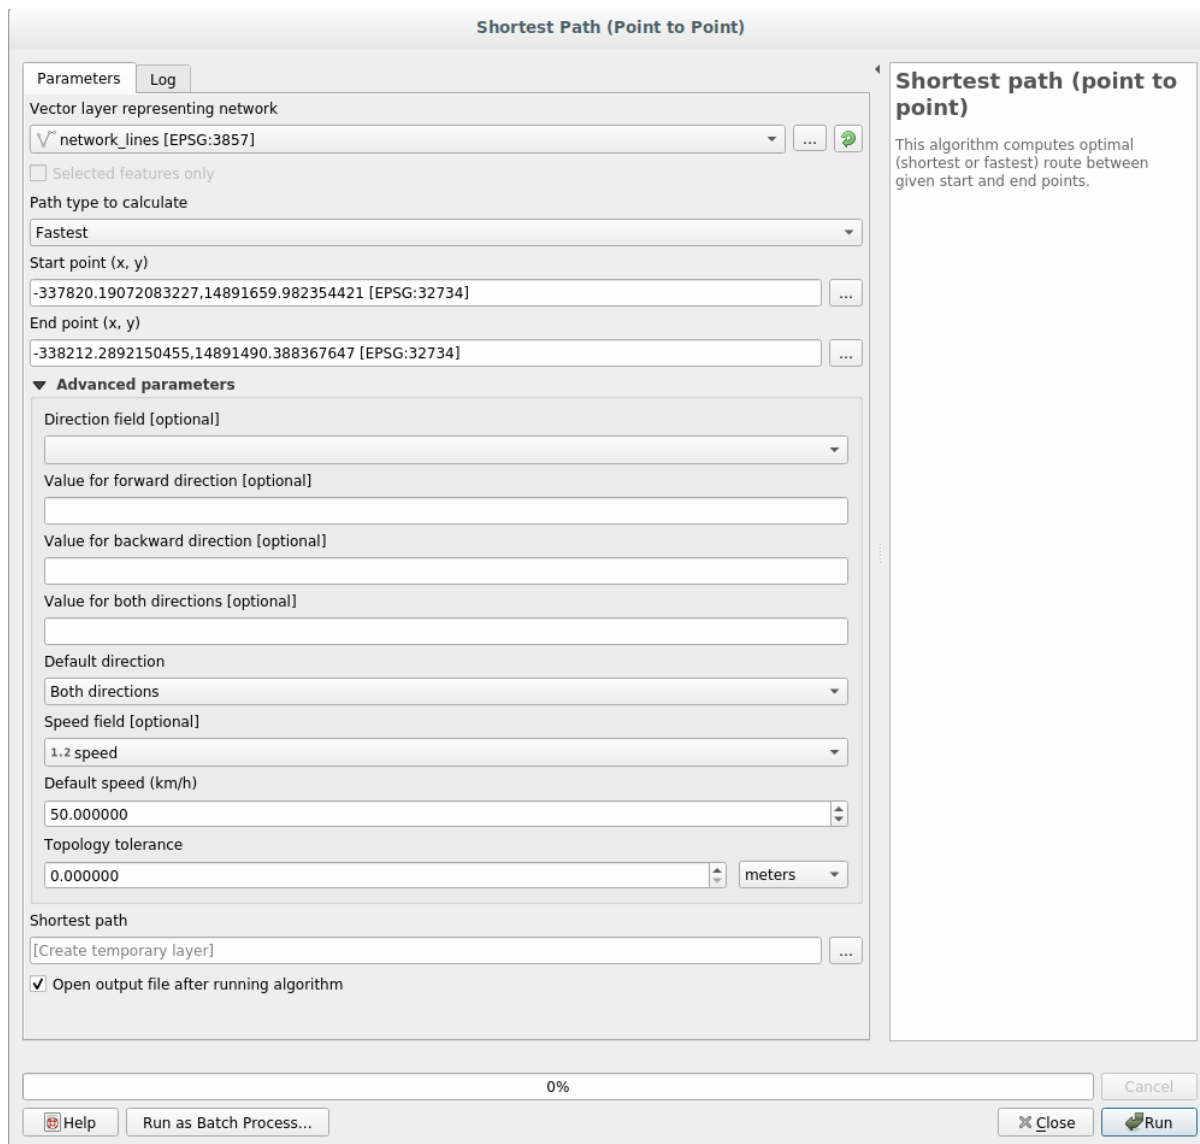 Shortest Path (Point to Point)
Parameters
Log
Vector layer representing network
network_lines [EPSG:3857]
...
Selected features only
Path type to calculate
Fastest
Start point (x, y)
-337820.19072083227,14891659.982354421 [EPSG:32734]
...
End point (x, y)
-338212.2892150455,14891490.388367647 [EPSG:32734]
...
Advanced parameters
Direction field [optional]
Value for forward direction [optional]
Value for backward direction [optional]
Value for both directions [optional]
Default direction
Both directions
Speed field [optional]
1.2 speed
Default speed (km/h)
50.000000
Topology tolerance
0.000000
meters
Shortest path
[Create temporary layer]
...
Open output file after running algorithm
Shortest path (point to
point)
This algorithm computes optimal
(shortest or fastest) route between
given start and end points.
0%
Cancel
Help
Run as Batch Process...
Close
Run